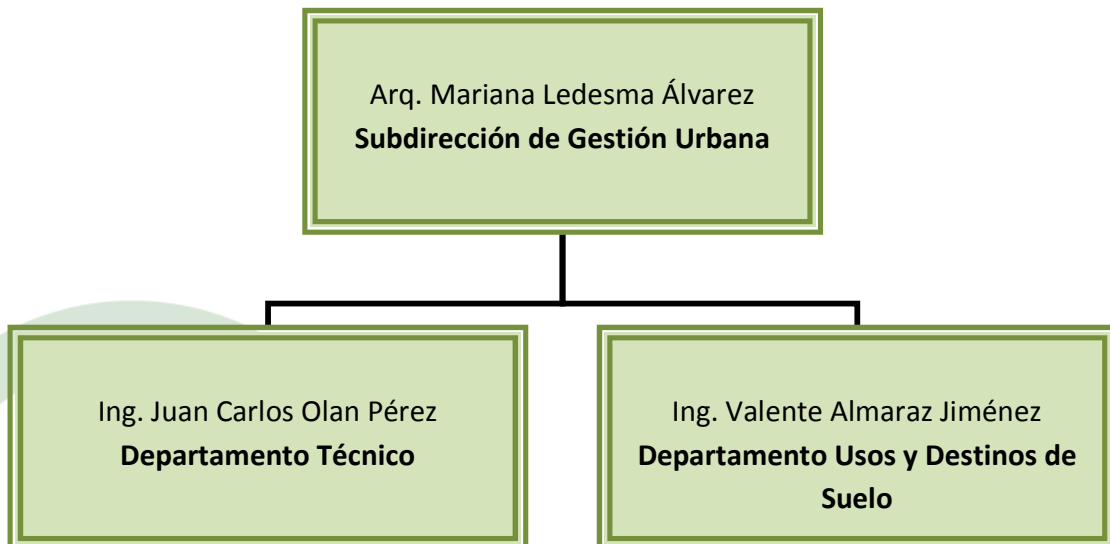 Arq. Mariana Ledesma Álvarez
Subdirección de Gestión Urbana
Ing. Juan Carlos Olan Pérez
Departamento Técnico
Ing. Valente Almaraz Jiménez
Departamento Usos y Destinos de
Suelo